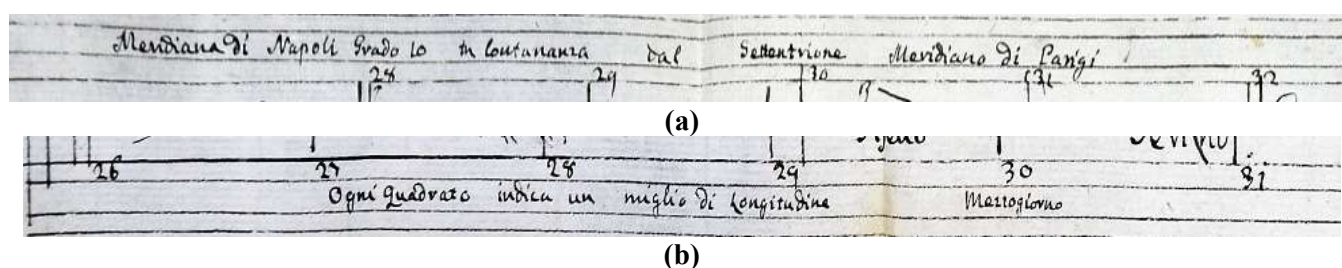 Meridiana di Napoli Grado 10 in lontananza dal Settentrione Meridiano di Parigi
28 29 30 31 32
(a)
26 27 28 29 30 31
Ogni Quadrato indica un miglio di Longitudine Mezzogiorno
(b)